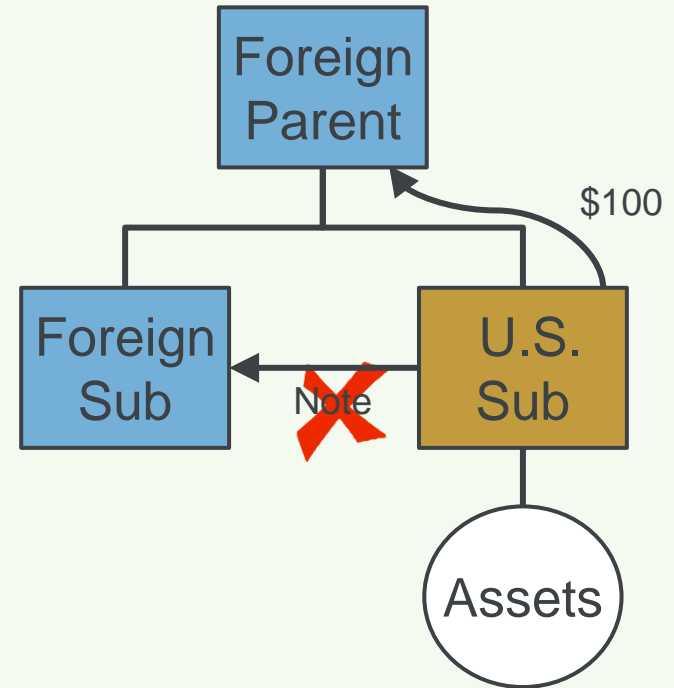 Foreign
Parent
$100
Foreign
Sub
Note
U.S.
Sub
Assets